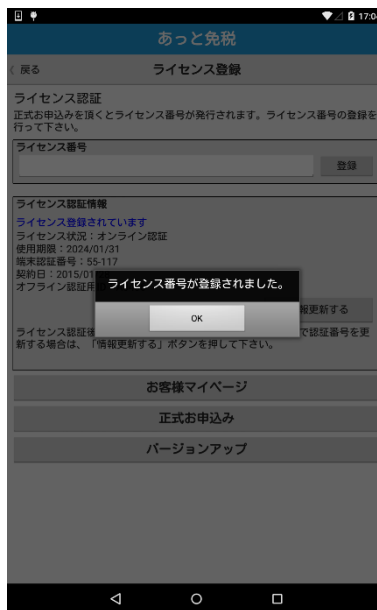 17:0
あっと免税
戻る
ライセンス登録
ライセンス認証
正式お申込みを頂くとライセンス番号が発行されます。ライセンス番号の登録を
行って下さい。
ライセンス番号
登録
ライセンス認証情報
ライセンス登録されています
ライセンス状況：オンライン認証
使用期限：2024/01/31
端末認証番号：55-117
契約日：2015/01
オフライン認証用
ライセンス番号が登録されました。
OK
報更新する
ライセンス認証後
で認証番号を更
新する場合は、「情報更新する」ボタンを押して下さい。
お客様マイページ
正式お申込み
バージョンアップ